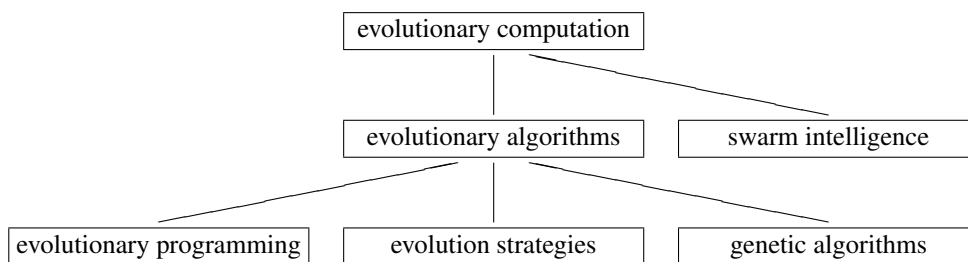 evolutionary computation
evolutionary algorithms
swarm intelligence
evolutionary programming
evolution strategies
genetic algorithms